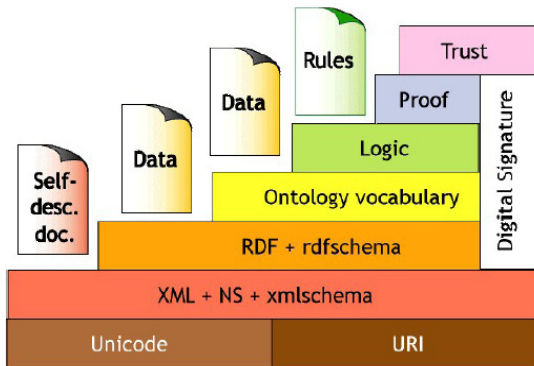 Rules
Trust
Data
Proof
Data
Logic
Self-
desc.
doc.
Ontology vocabulary
Digital Signature
RDF + rdfschema
XML + NS + xmlschema
Unicode
URI